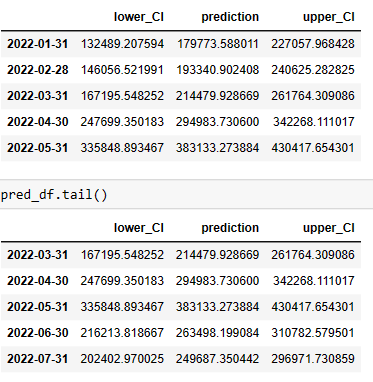 lower_CI prediction upper_CI
2022-01-31 132489.207594 179773.588011 227057.968428
2022-02-28 146056.521991 193340.902408 240625.282825
2022-03-31 167195.548252 214479.928669 261764.309086
2022-04-30 247699.350183 294983.730600 342268.111017
2022-05-31 335848.893467 383133.273884 430417.654301
pred_df.tail()
lower_CI prediction upper_CI
2022-03-31 167195.548252 214479.928669 261764.309086
2022-04-30 247699.350183 294983.730600 342268.111017
2022-05-31 335848.893467 383133.273884 430417.654301
2022-06-30 216213.818667 263498.199084 310782.579501
2022-07-31 202402.970025 249687.350442 296971.730859